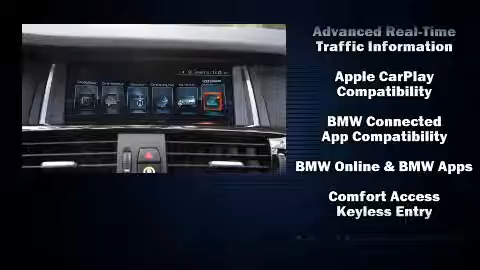 Advanced Real-Time
Traffic Information
Apple CarPlay
Compatibility
BMW Connected
App Compatibility
BMW Online & BMW Apps
Comfort Access
Keyless Entry